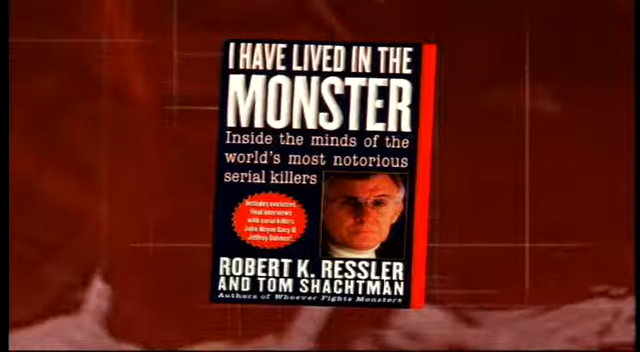 I HAVE LIVED IN THE
MONSTER
Inside the minds of the
world's most notorious
serial killers
Includes exclusive
final interviews
with serial killers
John Wayne Gacy &
Jeffrey Dahmer!
ROBERT K. RESSLER
AND TOM SHACHTMAN
Authors of Whoever Fights Monsters